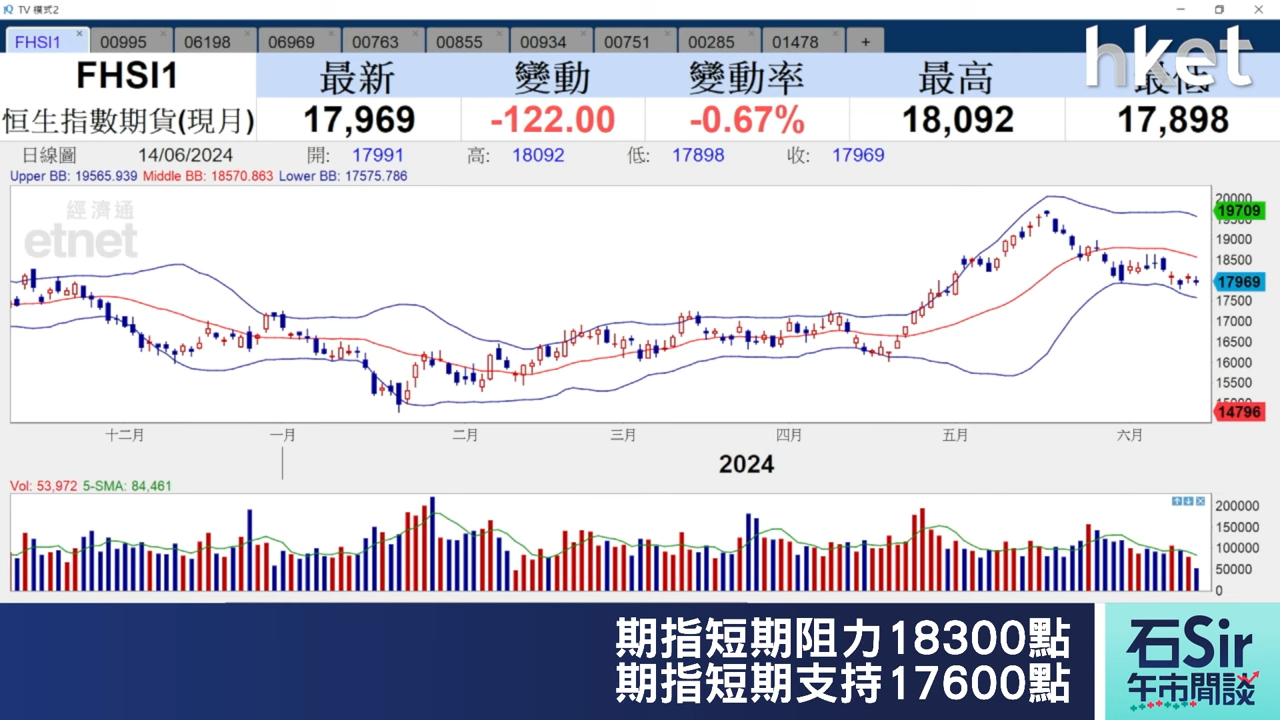 TV 模式2
FHSI1 00995 06198 06969 00763 00855 00934 00751 00285 01478 +
hket
FHSI1 最新 變動 變動率 最高 最低
恒生指數期貨(現月) 17,969 -122.00 -0.67% 18,092 17,898
日線圖 14/06/2024 開: 17991 高: 18092 低: 17898 收: 17969
Upper BB: 19565.939 Middle BB: 18570.863 Lower BB: 17575.786
經濟通
etnet
20000
19709
19000
18500
17969
17500
17000
16500
16000
15500
14796
十二月 一月 二月 三月 四月 五月 六月
2024
Vol: 53,972 5-SMA: 84,461
200000
150000
100000
50000
0
期指短期阻力18300點
期指短期支持17600點
石Sir
午市開談